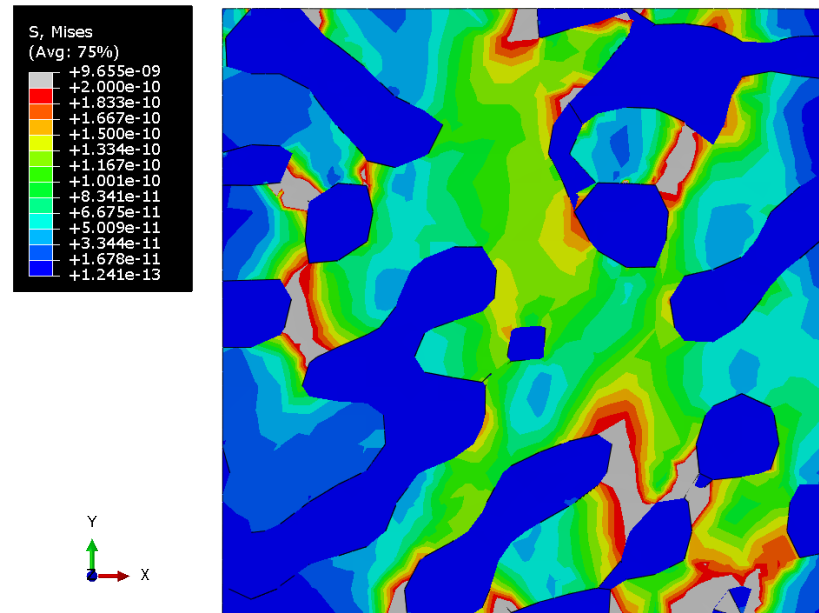 S, Mises
(Avg: 75%)
+9.655e-09
+2.000e-10
+1.833e-10
+1.667e-10
+1.500e-10
+1.334e-10
+1.167e-10
+1.001e-10
+8.341e-11
+6.675e-11
+5.009e-11
+3.344e-11
+1.678e-11
+1.241e-13
Y
Z
X